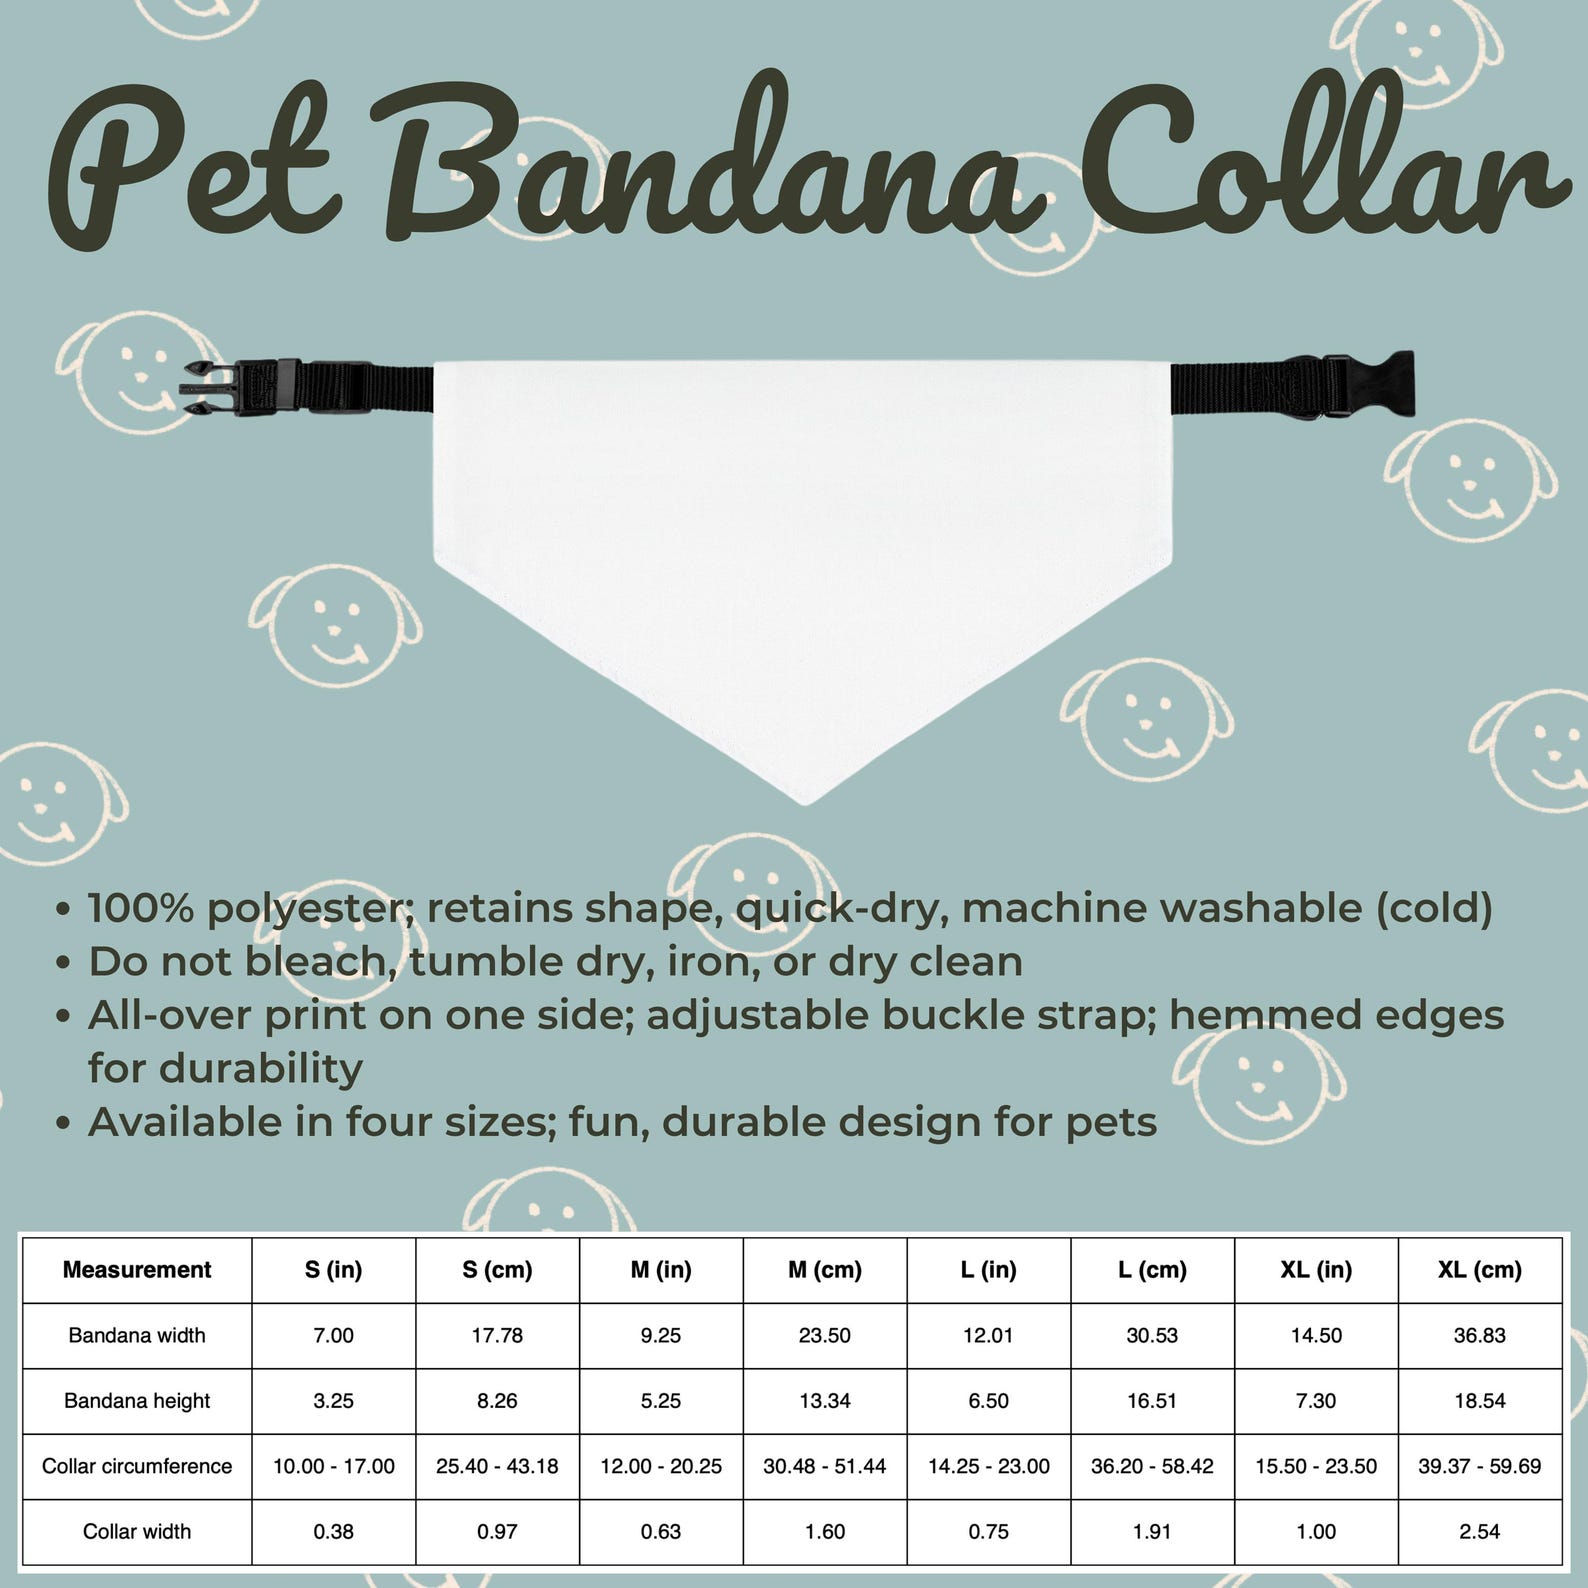 Pet Bandana Collar
• 100% polyester; retains shape, quick-dry, machine washable (cold)
• Do not bleach, tumble dry, iron, or dry clean
• All-over print on one side; adjustable buckle strap; hemmed edges
for durability
• Available in four sizes; fun, durable design for pets
Measurement S (in) S (cm) M (in) M (cm) L (in) L (cm) XL (in) XL (cm)
Bandana width 7.00 17.78 9.25 23.50 12.01 30.53 14.50 36.83
Bandana height 3.25 8.26 5.25 13.34 6.50 16.51 7.30 18.54
Collar circumference 10.00 - 17.00 25.40 - 43.18 12.00 - 20.25 30.48 - 51.44 14.25 - 23.00 36.20 - 58.42 15.50 - 23.50 39.37 - 59.69
Collar width 0.38 0.97 0.63 1.60 0.75 1.91 1.00 2.54